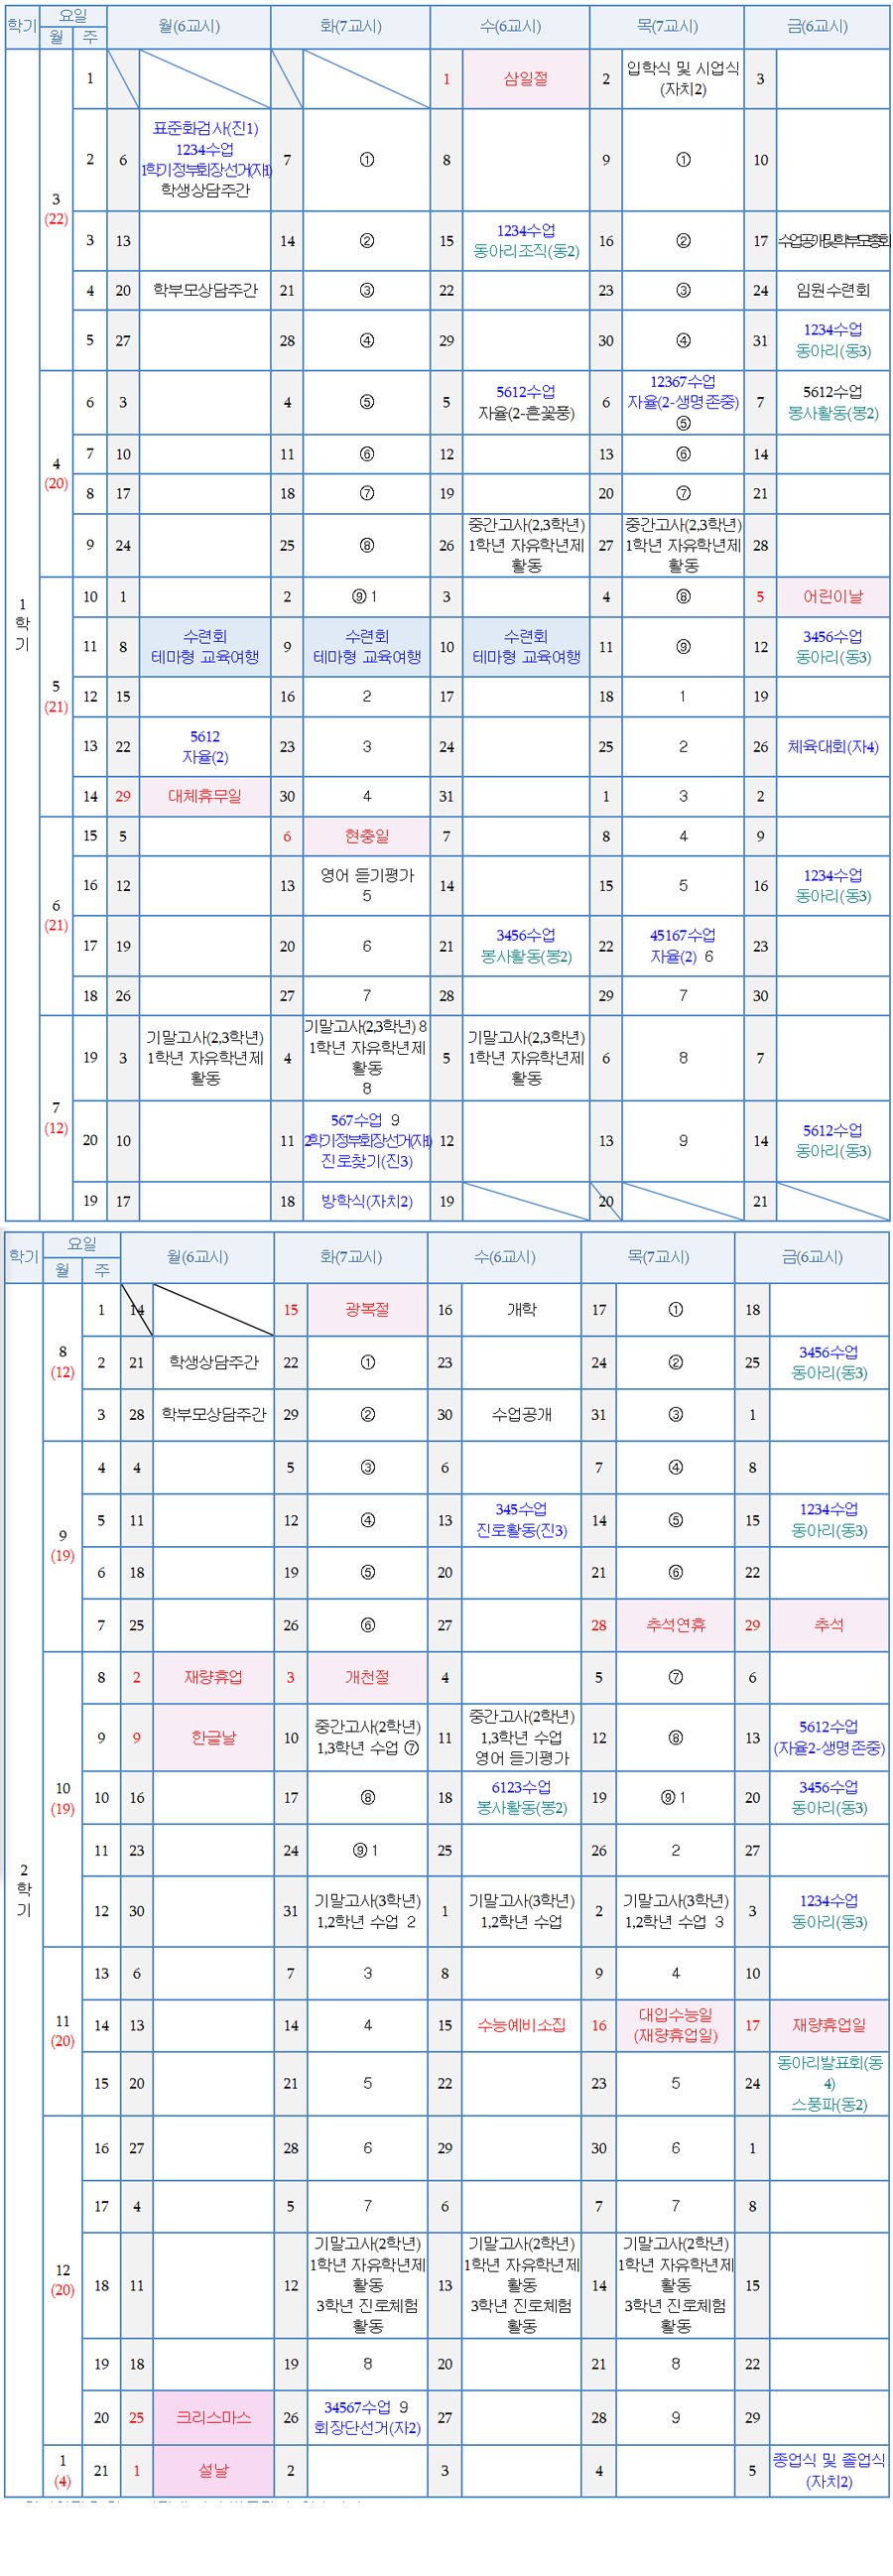 학기 요일 월(6교시) 화(7교시) 수(6교시) 목(7교시) 금(6교시)
월 주
1 1 삼일절 2 입학식 및 시업식 3
(자치2)
2 6 표준화검사(진1) 7 ① 8 9 ① 10
1234수업
1학기정부회장선거(자1)
학생상담주간
3
(22)
3 13 14 ② 15 1234수업 16 ② 17 수업공개및학부모총회
동아리조직(동2)
4 20 학부모상담주간 21 ③ 22 23 ③ 24 임원수련회
5 27 28 ④ 29 30 ④ 31 1234수업
동아리(동3)
6 3 4 ⑤ 5 5612수업 6 12367수업 7 5612수업
자율(2-흔꽃풍) 자율(2-생명존중) 봉사활동(봉2)
⑤
4
(20)
7 10 11 ⑥ 12 13 ⑥ 14
8 17 18 ⑦ 19 20 ⑦ 21
9 24 25 ⑧ 26 중간고사(2,3학년) 27 중간고사(2,3학년) 28
1학년 자유학년제 1학년 자유학년제
활동 활동
1
학
기
10 1 2 ⑨ 1 3 4 ⑧ 5 어린이날
11 8 수련회 9 수련회 10 수련회 11 ⑨ 12 3456수업
테마형 교육여행 테마형 교육여행 테마형 교육여행 동아리(동3)
5
(21)
12 15 16 2 17 18 1 19
13 22 5612 23 3 24 25 2 26 체육대회(자4)
자율(2)
14 29 대체휴무일 30 4 31 1 3 2
15 5 6 현충일 7 8 4 9
16 12 13 영어 듣기평가 14 15 5 16 1234수업
5 동아리(동3)
6
(21)
17 19 20 6 21 3456수업 22 45167수업 23
봉사활동(봉2) 자율(2) 6
18 26 27 7 28 29 7 30
19 3 기말고사(2,3학년) 4 기말고사(2,3학년) 8 5 기말고사(2,3학년) 6 8 7
1학년 자유학년제 1학년 자유학년제 1학년 자유학년제
활동 활동 활동
8
7
(12)
20 10 11 567수업 9 12 13 9 14 5612수업
2학기정부회장선거(자1) 동아리(동3)
진로찾기(진3)
19 17 18 방학식(자치2) 19 20 21
학기 요일 월(6교시) 화(7교시) 수(6교시) 목(7교시) 금(6교시)
월 주
1 14 15 광복절 16 개학 17 ① 18
8
(12)
2 21 학생상담주간 22 ① 23 24 ② 25 3456수업
동아리(동3)
3 28 학부모상담주간 29 ② 30 수업공개 31 ③ 1
4 4 5 ③ 6 7 ④ 8
9
(19)
5 11 12 ④ 13 345수업 14 ⑤ 15 1234수업
진로활동(진3) 동아리(동3)
6 18 19 ⑤ 20 21 ⑥ 22
7 25 26 ⑥ 27 28 추석연휴 29 추석
8 2 재량휴업 3 개천절 4 5 ⑦ 6
9 9 한글날 10 중간고사(2학년) 11 중간고사(2학년) 12 ⑧ 13 5612수업
1,3학년 수업 ⑦ 1,3학년 수업 (자율2-생명존중)
영어 듣기평가
10
(19)
10 16 17 ⑧ 18 6123수업 19 ⑨ 1 20 3456수업
봉사활동(봉2) 동아리(동3)
11 23 24 ⑨ 1 25 26 2 27
2
학
기
12 30 31 기말고사(3학년) 1 기말고사(3학년) 2 기말고사(3학년) 3 1234수업
1,2학년 수업 2 1,2학년 수업 1,2학년 수업 3 동아리(동3)
13 6 7 3 8 9 4 10
11
(20)
14 13 14 4 15 수능예비소집 16 대입수능일 17 재량휴업일
(재량휴업일)
15 20 21 5 22 23 5 24 동아리발표회(동
4)
스풍파(동2)
16 27 28 6 29 30 6 1
17 4 5 7 6 7 7 8
12
(20)
18 11 12 기말고사(2학년) 13 기말고사(2학년) 14 기말고사(2학년) 15
1학년 자유학년제 1학년 자유학년제 1학년 자유학년제
활동 활동 활동
3학년 진로체험 3학년 진로체험 3학년 진로체험
활동 활동 활동
19 18 19 8 20 21 8 22
20 25 크리스마스 26 34567수업 9 27 28 9 29
회장단선거(자2)
1
(4)
21 1 설날 2 3 4 5 종업식 및 졸업식
(자치2)